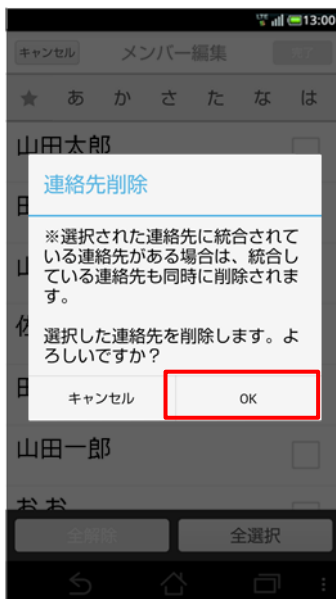 LTE 13:00
キャンセル メンバー編集 完了
★ あ か さ た な は
山田太郎
連絡先削除
※選択された連絡先に統合されて
いる連絡先がある場合は、統合し
ている連絡先も同時に削除されま
す。
選択した連絡先を削除します。よ
ろしいですか？
キャンセル OK
山田一郎
おお
全解除 全選択